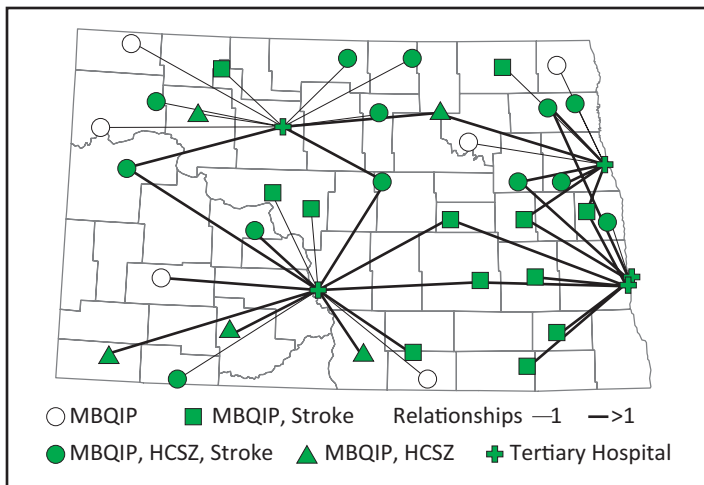 MBQIP MBQIP, Stroke Relationships 1 >1
MBQIP, HCSZ, Stroke MBQIP, HCSZ Tertiary Hospital